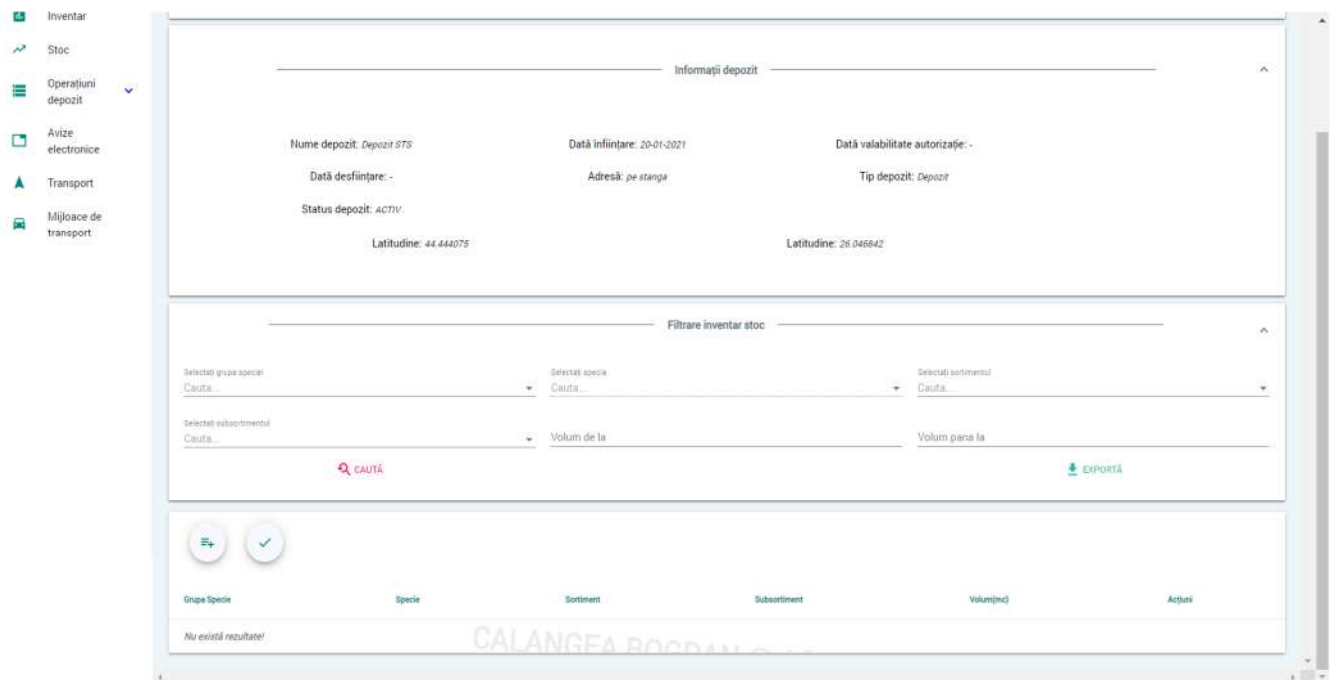 Inventar
Stoc
Operațiuni
depozit
Avize
electronice
Transport
Mijloace de
transport
Informații depozit
Nume depozit: Depozit STS
Dată înființare: 20-01-2021
Dată valabilitate autorizație: -
Dată desființare: -
Adresă: pe stanga
Tip depozit: Depozit
Status depozit: ACTIV
Latitudine: 44.444075
Latitudine: 26.046842
Filtrare inventar stoc
Selectați grupa speciei
Cauta...
Selectați specia
Cauta...
Selectați sortimentul
Cauta...
Selectați subsortimentul
Cauta...
Volum de la
Volum pana la
CAUTĂ
EXPORTĂ
Grupa Specie
Specie
Sortiment
Subsortiment
Volum(mc)
Acțiuni
Nu există rezultate!
CALANGEA BOGDAN